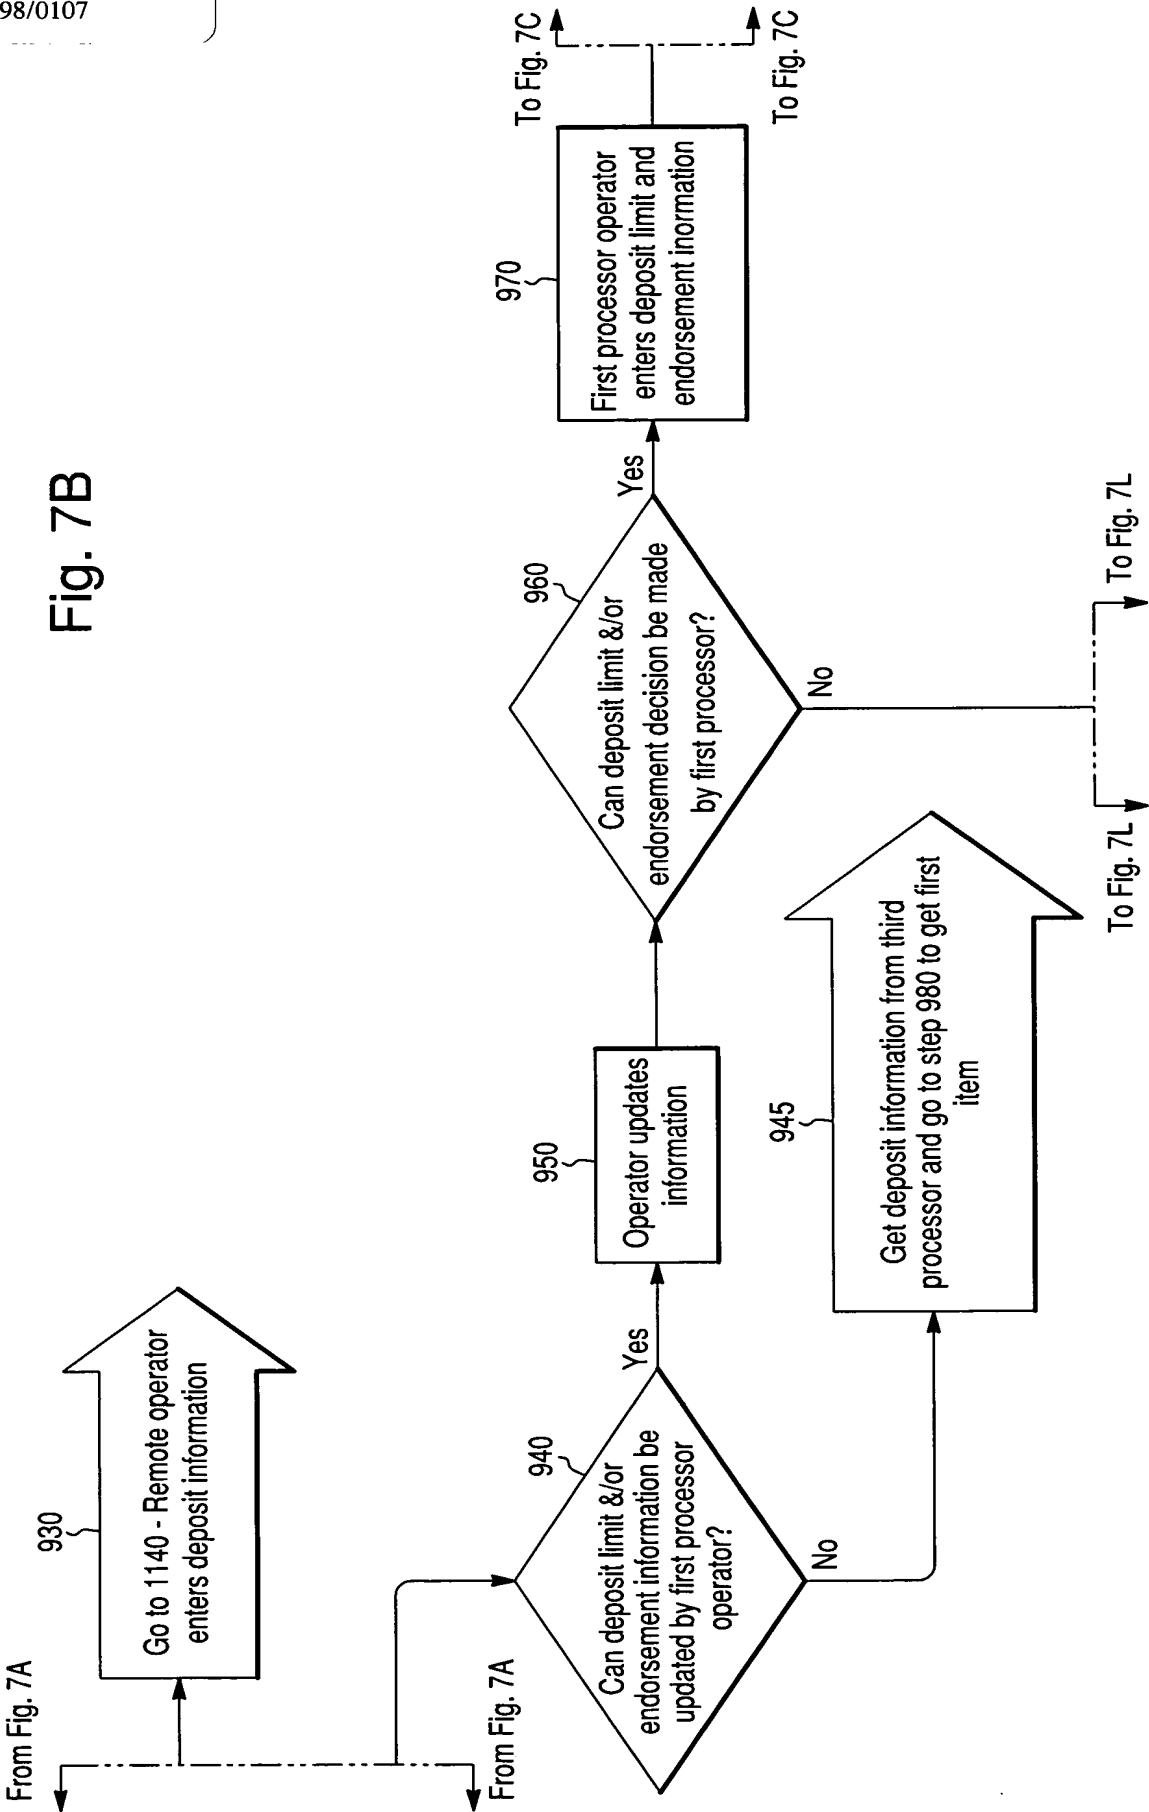 98/0107
Fig. 7B
From Fig. 7A
From Fig. 7A
930
Go to 1140 - Remote operator
enters deposit information
940
Can deposit limit &/or
endorsement information be
updated by first processor
operator?
Yes
No
950
Operator updates
information
945
Get deposit information from third
processor and go to step 980 to get first
item
960
Can deposit limit &/or
endorsement decision be made
by first processor?
Yes
No
970
First processor operator
enters deposit limit and
endorsement inormation
To Fig. 7C
To Fig. 7C
To Fig. 7L
To Fig. 7L